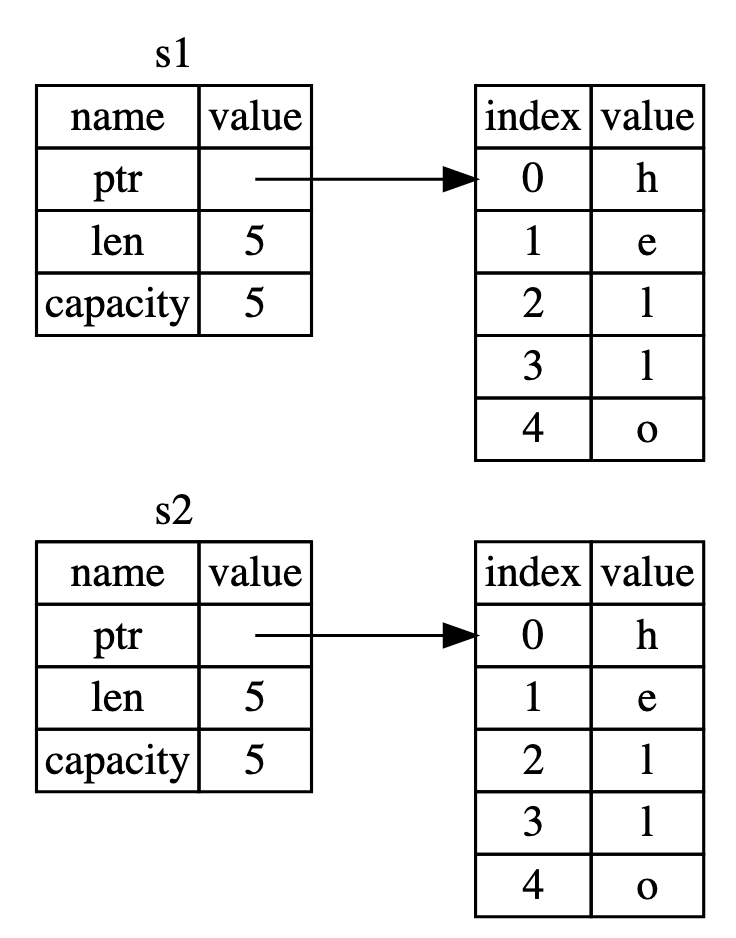 s1
name value
ptr
len 5
capacity 5
index value
0 h
1 e
2 l
3 l
4 o
s2
name value
ptr
len 5
capacity 5
index value
0 h
1 e
2 l
3 l
4 o